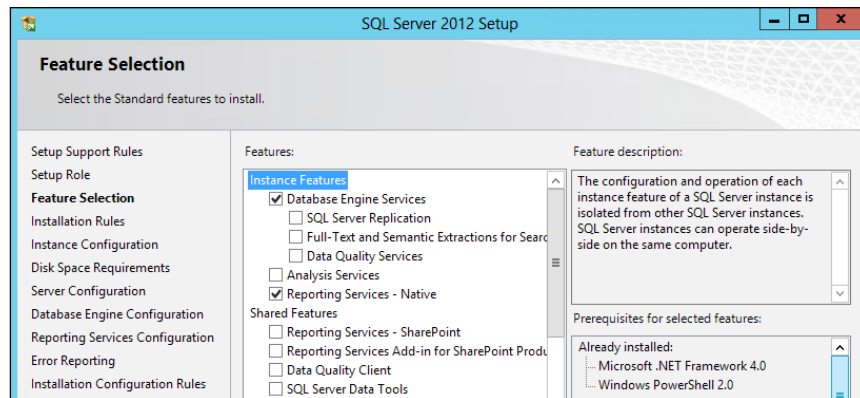 SQL Server 2012 Setup
Feature Selection
Select the Standard features to install.
Setup Support Rules
Setup Role
Feature Selection
Installation Rules
Instance Configuration
Disk Space Requirements
Server Configuration
Database Engine Configuration
Reporting Services Configuration
Error Reporting
Installation Configuration Rules
Features:
Instance Features
Database Engine Services
SQL Server Replication
Full-Text and Semantic Extractions for Searc
Data Quality Services
Analysis Services
Reporting Services - Native
Shared Features
Reporting Services - SharePoint
Reporting Services Add-in for SharePoint Produ
Data Quality Client
SQL Server Data Tools
Feature description:
The configuration and operation of each
instance feature of a SQL Server instance is
isolated from other SQL Server instances.
SQL Server instances can operate side-by-
side on the same computer.
Prerequisites for selected features:
Already installed:
Microsoft .NET Framework 4.0
Windows PowerShell 2.0